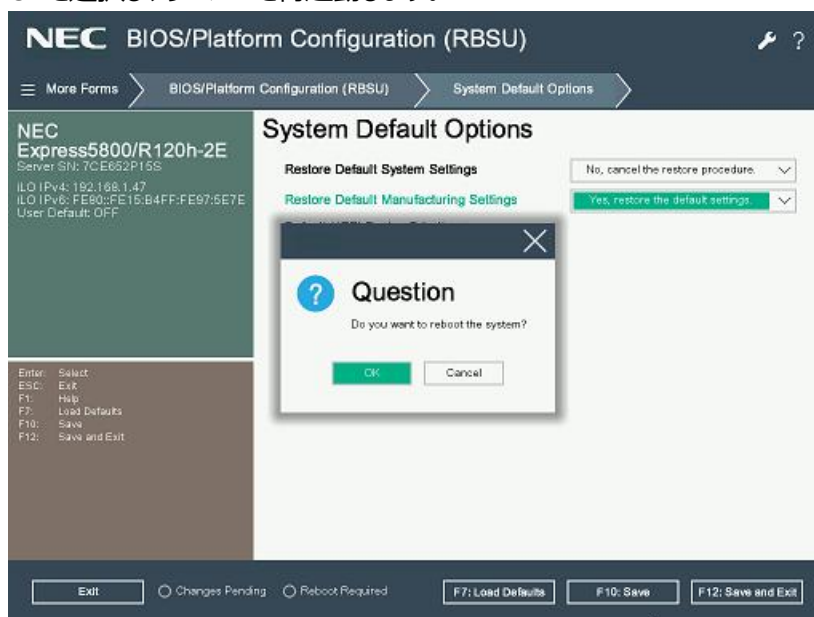 NEC BIOS/Platform Configuration (RBSU)
?
More Forms BIOS/Platform Configuration (RBSU) System Default Options
NEC
Express5800/R120h-2E
Server SN: 7CE652P15S
iLO IPv4: 192.168.1.47
iLO IPv6: FE80::FE15:B4FF:FE97:5E7E
User Default: OFF
System Default Options
Restore Default System Settings No, cancel the restore procedure.
Restore Default Manufacturing Settings Yes, restore the default settings.
Question
Do you want to reboot the system?
OK Cancel
Enter: Select
ESC: Exit
F1: Help
F7: Load Defaults
F10: Save
F12: Save and Exit
Exit Changes Pending Reboot Required F7: Load Defaults F10: Save F12: Save and Exit